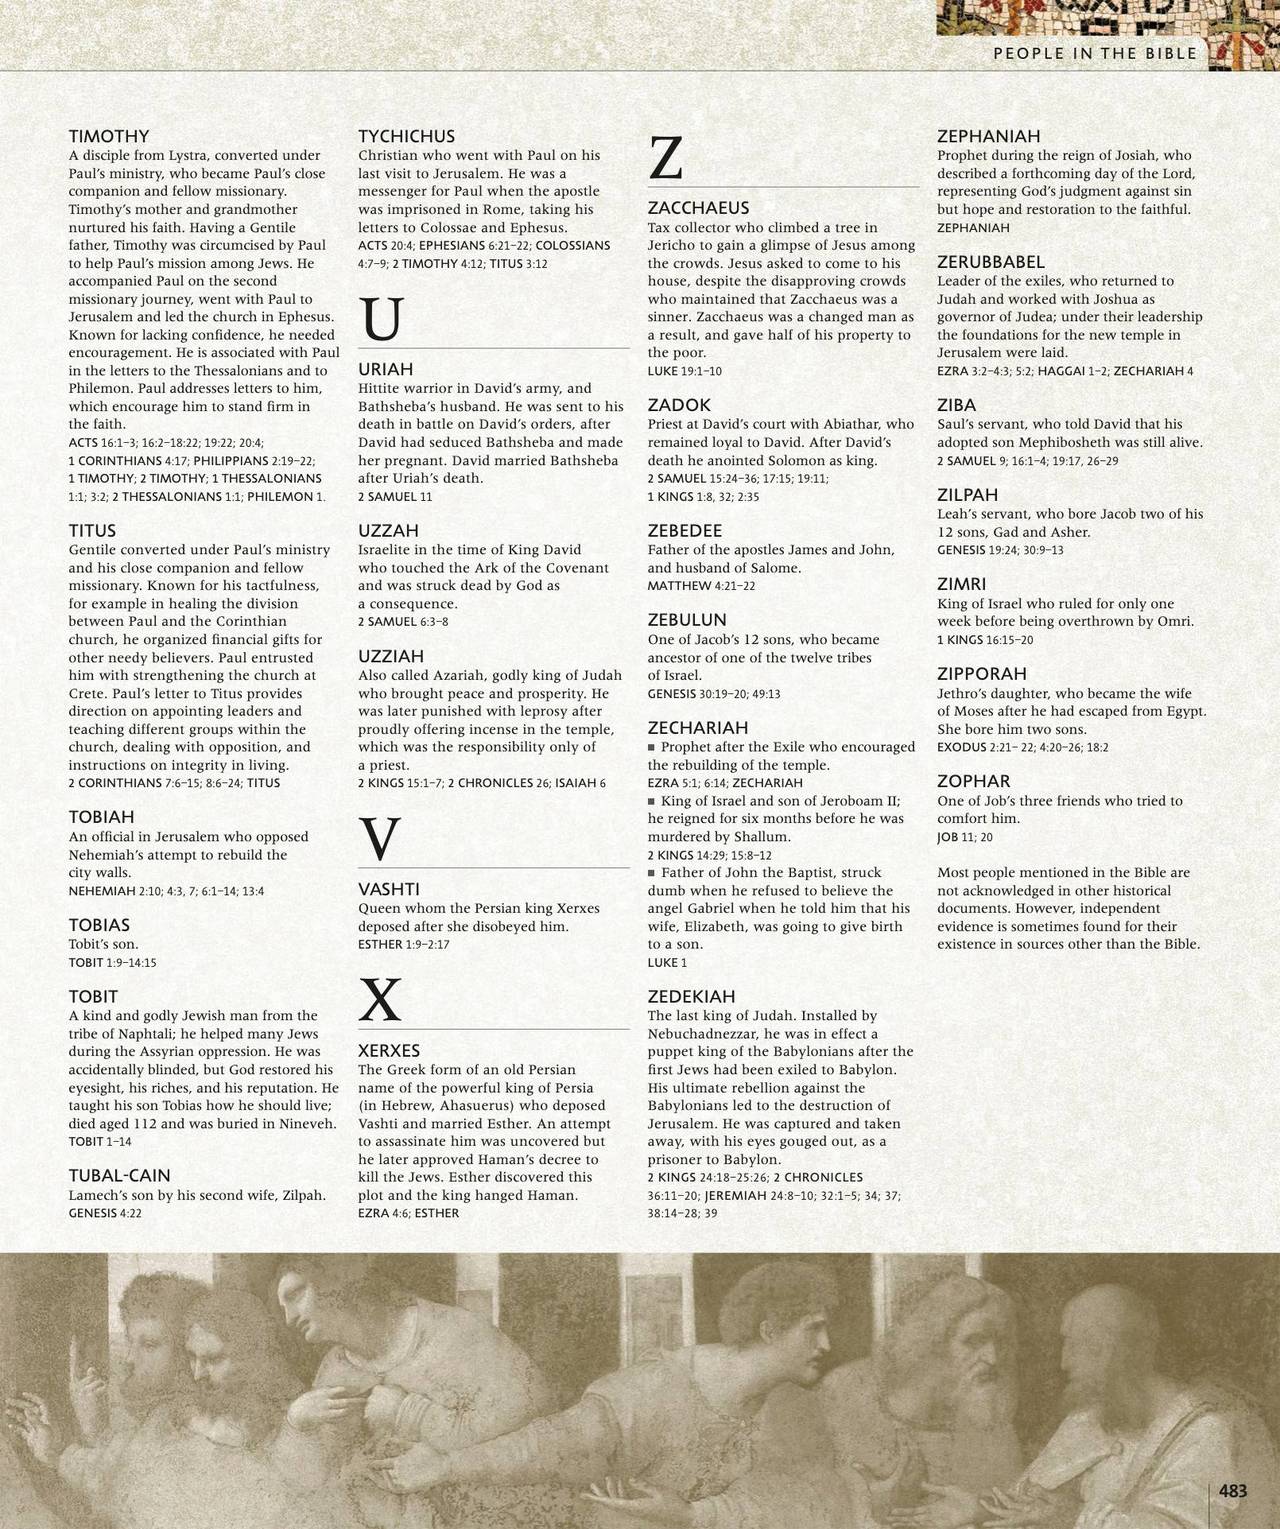 PEOPLE IN THE BIBLE
TIMOTHY
A disciple from Lystra, converted under
Paul's ministry, who became Paul's close
companion and fellow missionary.
Timothy's mother and grandmother
nurtured his faith. Having a Gentile
father, Timothy was circumcised by Paul
to help Paul's mission among Jews. He
accompanied Paul on the second
missionary journey, went with Paul to
Jerusalem and led the church in Ephesus.
Known for lacking confidence, he needed
encouragement. He is associated with Paul
in the letters to the Thessalonians and to
Philemon. Paul addresses letters to him,
which encourage him to stand firm in
the faith.
ACTS 16:1–3; 16:2–18:22; 19:22; 20:4;
1 CORINTHIANS 4:17; PHILIPPIANS 2:19–22;
1 TIMOTHY; 2 TIMOTHY; 1 THESSALONIANS
1:1; 3:2; 2 THESSALONIANS 1:1; PHILEMON 1.
TITUS
Gentile converted under Paul's ministry
and his close companion and fellow
missionary. Known for his tactfulness,
for example in healing the division
between Paul and the Corinthian
church, he organized financial gifts for
other needy believers. Paul entrusted
him with strengthening the church at
Crete. Paul's letter to Titus provides
direction on appointing leaders and
teaching different groups within the
church, dealing with opposition, and
instructions on integrity in living.
2 CORINTHIANS 7:6–15; 8:6–24; TITUS
TOBIAH
An official in Jerusalem who opposed
Nehemiah's attempt to rebuild the
city walls.
NEHEMIAH 2:10; 4:3, 7; 6:1–14; 13:4
TOBIAS
Tobit's son.
TOBIT 1:9–14:15
TOBIT
A kind and godly Jewish man from the
tribe of Naphtali; he helped many Jews
during the Assyrian oppression. He was
accidentally blinded, but God restored his
eyesight, his riches, and his reputation. He
taught his son Tobias how he should live;
died aged 112 and was buried in Nineveh.
TOBIT 1–14
TUBAL-CAIN
Lamech's son by his second wife, Zilpah.
GENESIS 4:22
TYCHICHUS
Christian who went with Paul on his
last visit to Jerusalem. He was a
messenger for Paul when the apostle
was imprisoned in Rome, taking his
letters to Colossae and Ephesus.
ACTS 20:4; EPHESIANS 6:21–22; COLOSSIANS
4:7–9; 2 TIMOTHY 4:12; TITUS 3:12
U
URIAH
Hittite warrior in David's army, and
Bathsheba's husband. He was sent to his
death in battle on David's orders, after
David had seduced Bathsheba and made
her pregnant. David married Bathsheba
after Uriah's death.
2 SAMUEL 11
UZZAH
Israelite in the time of King David
who touched the Ark of the Covenant
and was struck dead by God as
a consequence.
2 SAMUEL 6:3–8
UZZIAH
Also called Azariah, godly king of Judah
who brought peace and prosperity. He
was later punished with leprosy after
proudly offering incense in the temple,
which was the responsibility only of
a priest.
2 KINGS 15:1–7; 2 CHRONICLES 26; ISAIAH 6
V
VASHTI
Queen whom the Persian king Xerxes
deposed after she disobeyed him.
ESTHER 1:9–2:17
X
XERXES
The Greek form of an old Persian
name of the powerful king of Persia
(in Hebrew, Ahasuerus) who deposed
Vashti and married Esther. An attempt
to assassinate him was uncovered but
he later approved Haman's decree to
kill the Jews. Esther discovered this
plot and the king hanged Haman.
EZRA 4:6; ESTHER
Z
ZACCHAEUS
Tax collector who climbed a tree in
Jericho to gain a glimpse of Jesus among
the crowds. Jesus asked to come to his
house, despite the disapproving crowds
who maintained that Zacchaeus was a
sinner. Zacchaeus was a changed man as
a result, and gave half of his property to
the poor.
LUKE 19:1–10
ZADOK
Priest at David's court with Abiathar, who
remained loyal to David. After David's
death he anointed Solomon as king.
2 SAMUEL 15:24–36; 17:15; 19:11;
1 KINGS 1:8, 32; 2:35
ZEBEDEE
Father of the apostles James and John,
and husband of Salome.
MATTHEW 4:21–22
ZEBULUN
One of Jacob's 12 sons, who became
ancestor of one of the twelve tribes
of Israel.
GENESIS 30:19–20; 49:13
ZECHARIAH
■ Prophet after the Exile who encouraged
the rebuilding of the temple.
EZRA 5:1; 6:14; ZECHARIAH
■ King of Israel and son of Jeroboam II;
he reigned for six months before he was
murdered by Shallum.
2 KINGS 14:29; 15:8–12
■ Father of John the Baptist, struck
dumb when he refused to believe the
angel Gabriel when he told him that his
wife, Elizabeth, was going to give birth
to a son.
LUKE 1
ZEDEKIAH
The last king of Judah. Installed by
Nebuchadnezzar, he was in effect a
puppet king of the Babylonians after the
first Jews had been exiled to Babylon.
His ultimate rebellion against the
Babylonians led to the destruction of
Jerusalem. He was captured and taken
away, with his eyes gouged out, as a
prisoner to Babylon.
2 KINGS 24:18–25:26; 2 CHRONICLES
36:11–20; JEREMIAH 24:8–10; 32:1–5; 34; 37;
38:14–28; 39
ZEPHANIAH
Prophet during the reign of Josiah, who
described a forthcoming day of the Lord,
representing God's judgment against sin
but hope and restoration to the faithful.
ZEPHANIAH
ZERUBBABEL
Leader of the exiles, who returned to
Judah and worked with Joshua as
governor of Judea; under their leadership
the foundations for the new temple in
Jerusalem were laid.
EZRA 3:2–4:3; 5:2; HAGGAI 1–2; ZECHARIAH 4
ZIBA
Saul's servant, who told David that his
adopted son Mephibosheth was still alive.
2 SAMUEL 9; 16:1–4; 19:17, 26–29
ZILPAH
Leah's servant, who bore Jacob two of his
12 sons, Gad and Asher.
GENESIS 19:24; 30:9–13
ZIMRI
King of Israel who ruled for only one
week before being overthrown by Omri.
1 KINGS 16:15–20
ZIPPORAH
Jethro's daughter, who became the wife
of Moses after he had escaped from Egypt.
She bore him two sons.
EXODUS 2:21– 22; 4:20–26; 18:2
ZOPHAR
One of Job's three friends who tried to
comfort him.
JOB 11; 20
Most people mentioned in the Bible are
not acknowledged in other historical
documents. However, independent
evidence is sometimes found for their
existence in sources other than the Bible.
483